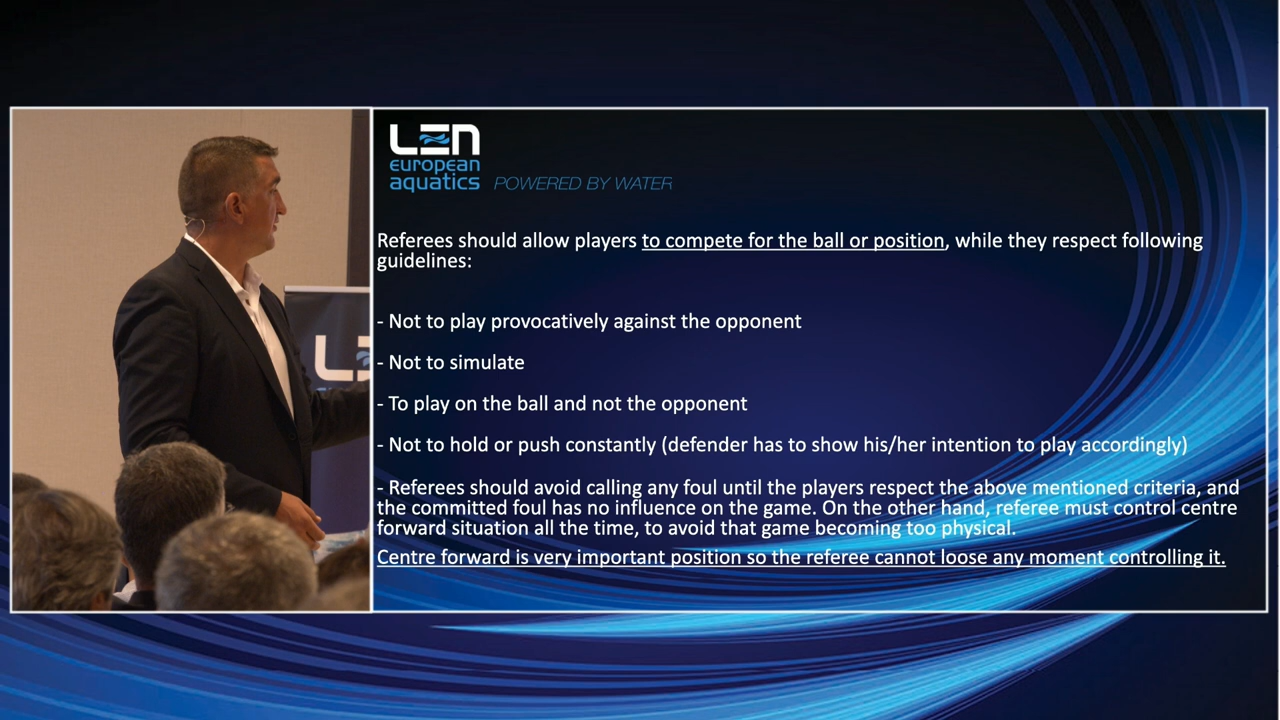 LEN
european
aquatics POWERED BY WATER
Referees should allow players to compete for the ball or position, while they respect following
guidelines:
- Not to play provocatively against the opponent
- Not to simulate
- To play on the ball and not the opponent
- Not to hold or push constantly (defender has to show his/her intention to play accordingly)
- Referees should avoid calling any foul until the players respect the above mentioned criteria, and
the committed foul has no influence on the game. On the other hand, referee must control centre
forward situation all the time, to avoid that game becoming too physical.
Centre forward is very important position so the referee cannot loose any moment controlling it.